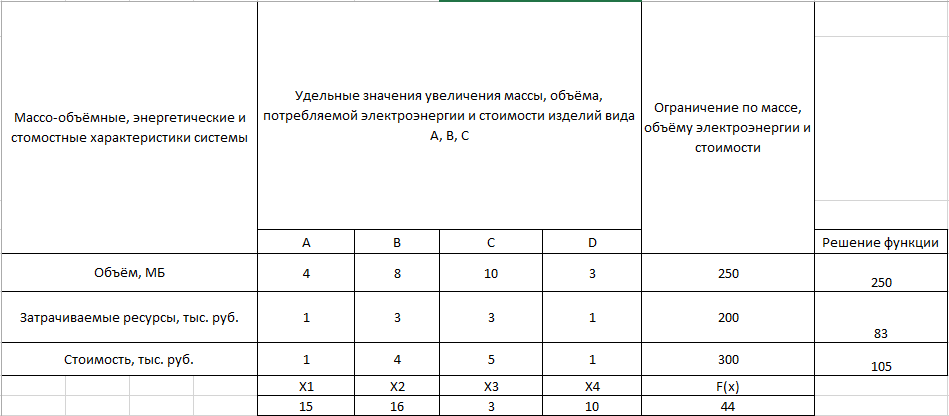 Массо-объёмные, энергетические и
стомостные характеристики системы
Удельные значения увеличения массы, объёма,
потребляемой электроэнергии и стоимости изделий вида
А, В, С
Ограничение по массе,
объёму электроэнергии и
стоимости
A B C D Решение функции
Объём, МБ 4 8 10 3 250 250
Затрачиваемые ресурсы, тыс. руб. 1 3 3 1 200 83
Стоимость, тыс. руб. 1 4 5 1 300 105
X1 X2 X3 X4 F(x)
15 16 3 10 44